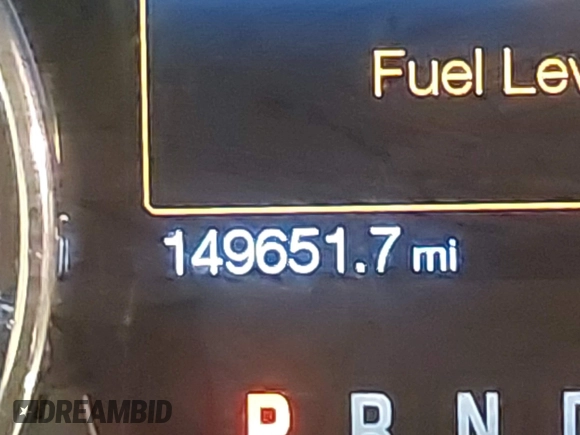 Fuel Lev
149651.7 mi
P R N D
DREAMBID